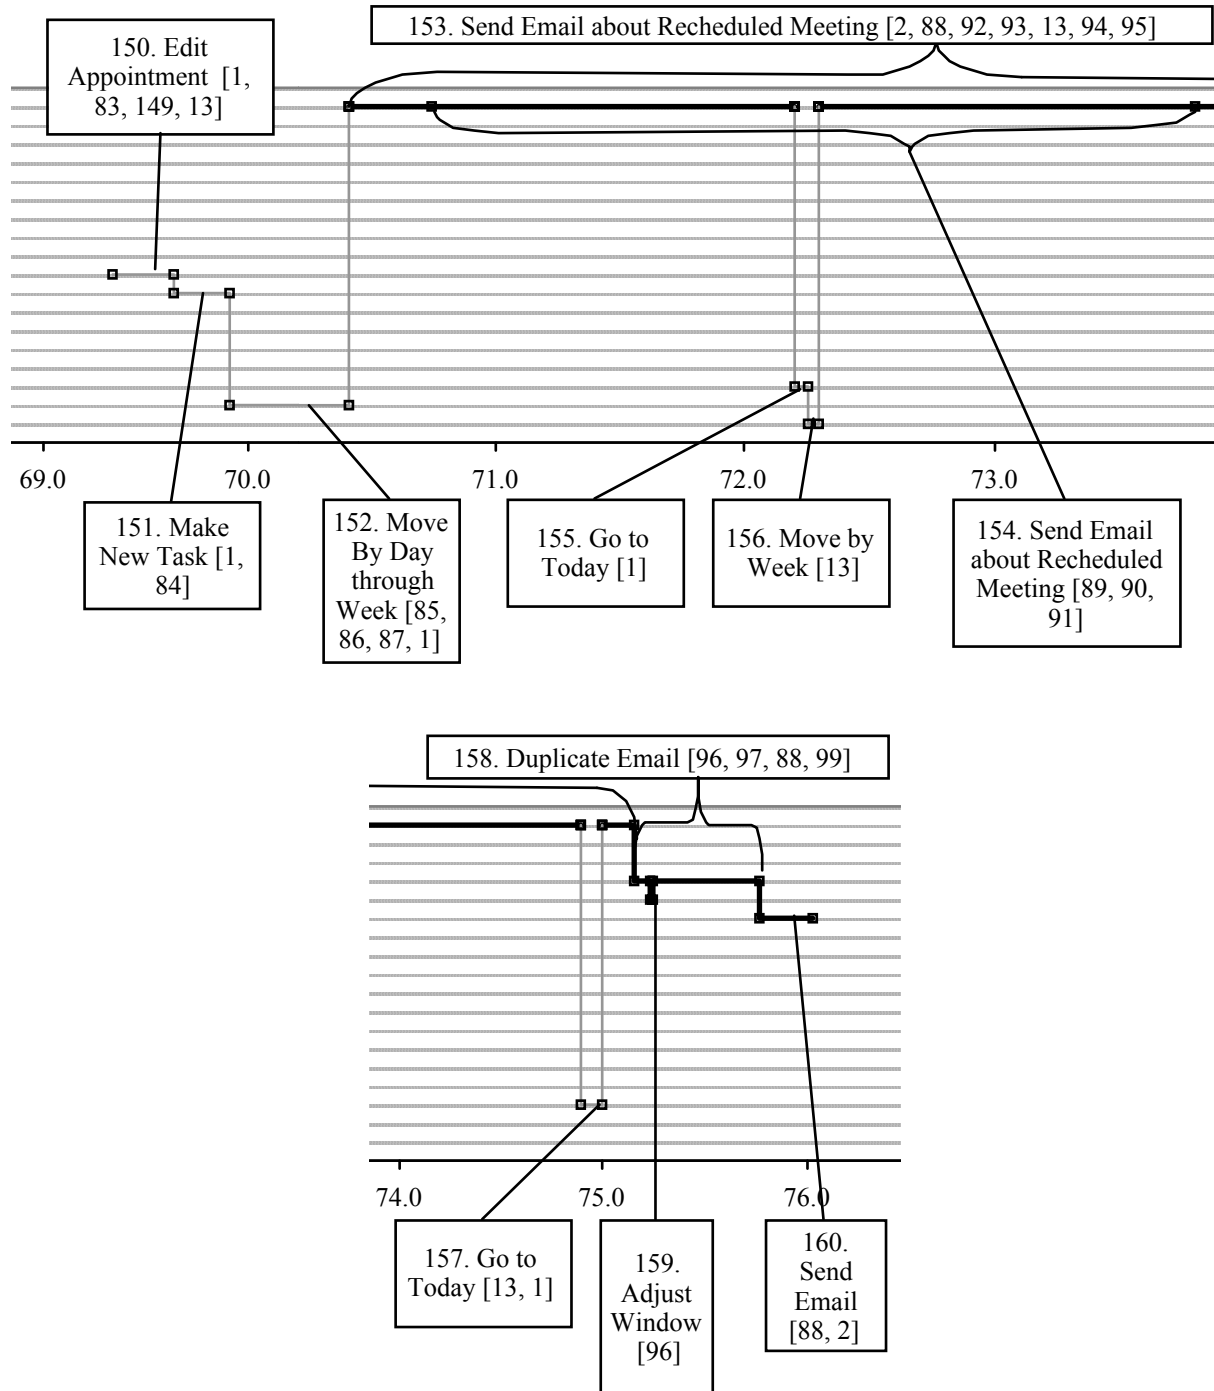 153. Send Email about Recheduled Meeting [2, 88, 92, 93, 13, 94, 95]
150. Edit
Appointment [1,
83, 149, 13]
69.0
70.0
71.0
72.0
73.0
151. Make
New Task [1,
84]
152. Move
By Day
through
Week [85,
86, 87, 1]
155. Go to
Today [1]
156. Move by
Week [13]
154. Send Email
about Recheduled
Meeting [89, 90,
91]
158. Duplicate Email [96, 97, 88, 99]
74.0
75.0
76.0
157. Go to
Today [13, 1]
159.
Adjust
Window
[96]
160.
Send
Email
[88, 2]